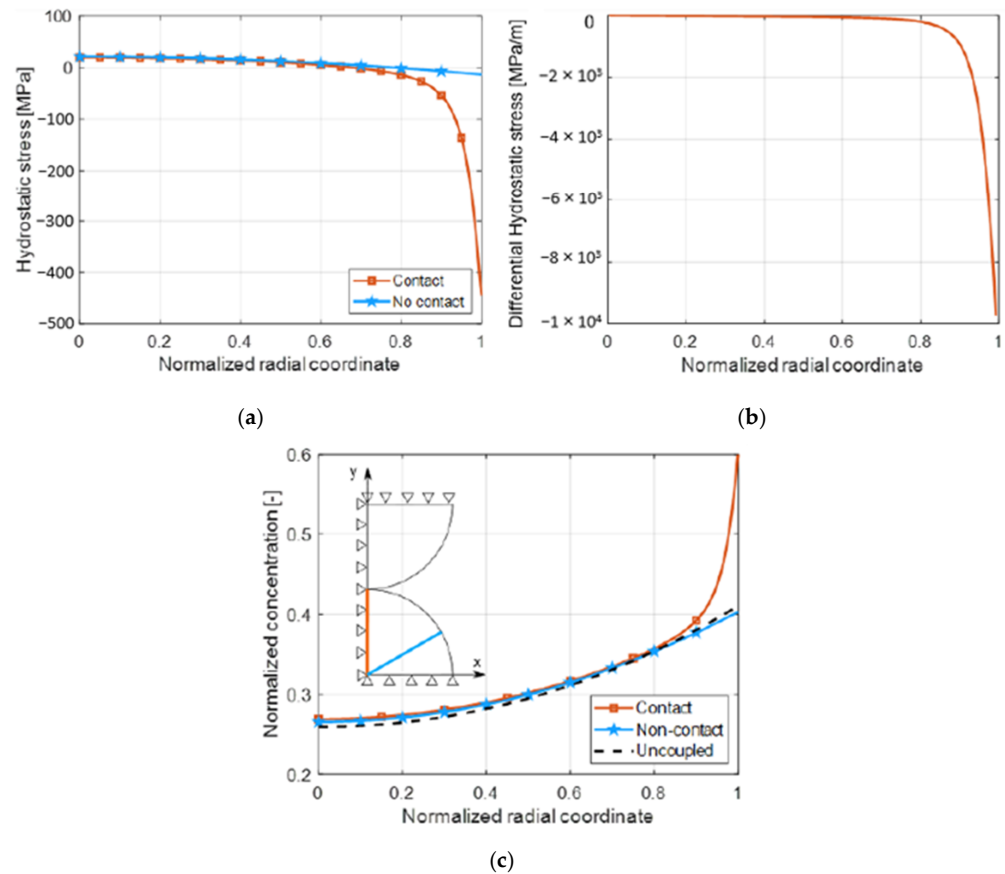 100
0
−100
−200
−300
−400
−500
Hydrostatic stress [MPa]
Contact
No contact
0 0.2 0.4 0.6 0.8 1
Normalized radial coordinate
(a)
0
−2 × 10³
−4 × 10³
−6 × 10³
−8 × 10³
−1 × 10⁴
Differential Hydrostatic stress [MPa/m]
0 0.2 0.4 0.6 0.8 1
Normalized radial coordinate
(b)
0.6
0.5
0.4
0.3
0.2
Normalized concentration [-]
y
x
Contact
Non-contact
Uncoupled
0 0.2 0.4 0.6 0.8 1
Normalized radial coordinate
(c)